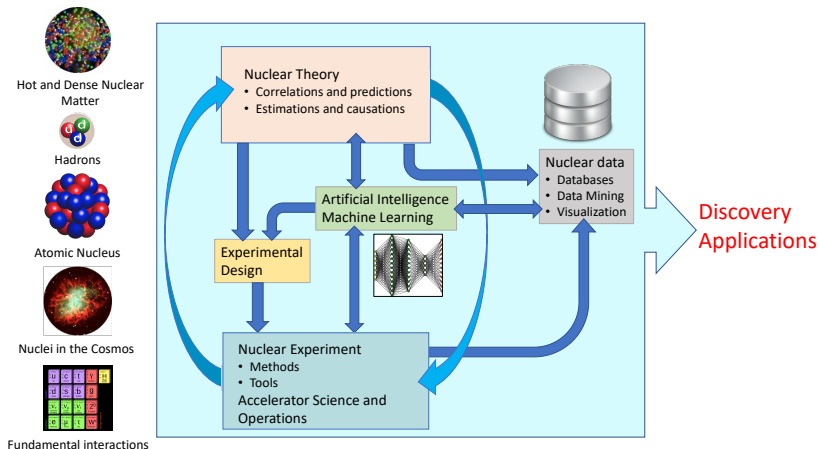 Hot and Dense Nuclear
Matter
Hadrons
Atomic Nucleus
Nuclei in the Cosmos
Fundamental interactions
u
d
d
u c t γ H
d s b g
e μ τ
Nuclear Theory
• Correlations and predictions
• Estimations and causations
Artificial Intelligence
Machine Learning
Experimental
Design
Nuclear Experiment
• Methods
• Tools
Accelerator Science and
Operations
Nuclear data
• Databases
• Data Mining
• Visualization
Discovery
Applications